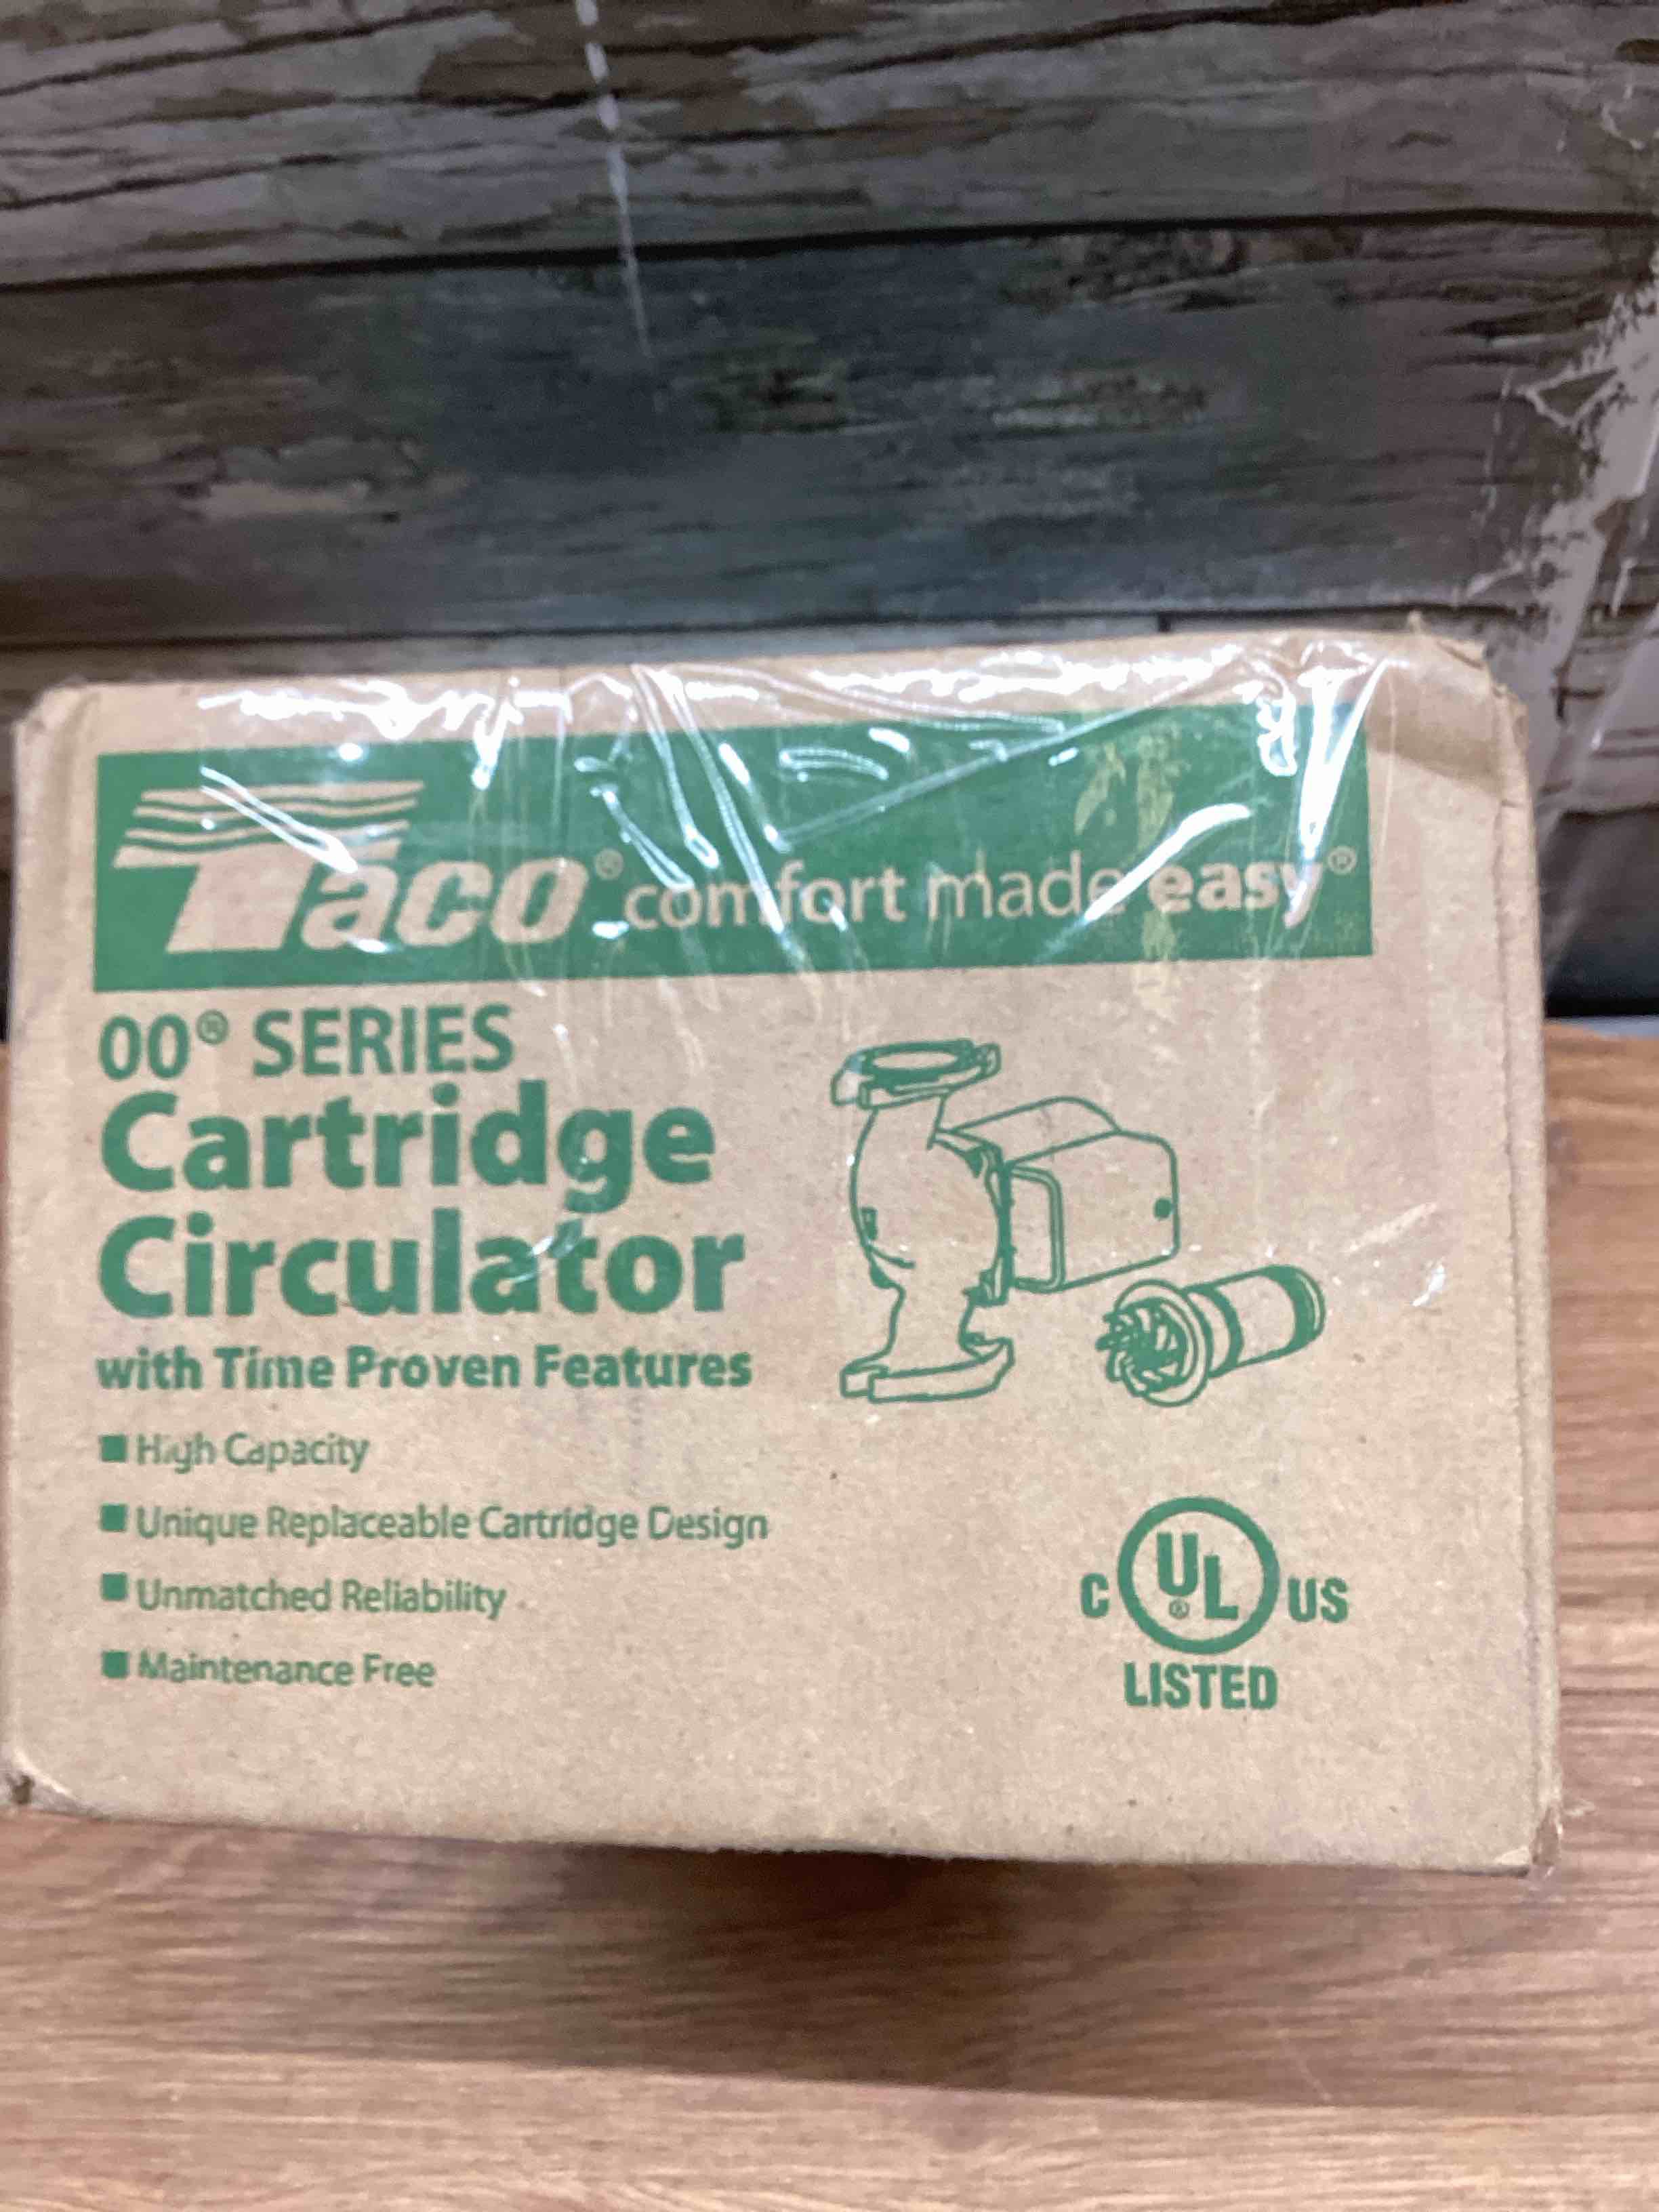 Taco® comfort made easy®
00® SERIES
Cartridge
Circulator
with Time Proven Features
■ High Capacity
■ Unique Replaceable Cartridge Design
■ Unmatched Reliability
■ Maintenance Free
C UL® US
LISTED